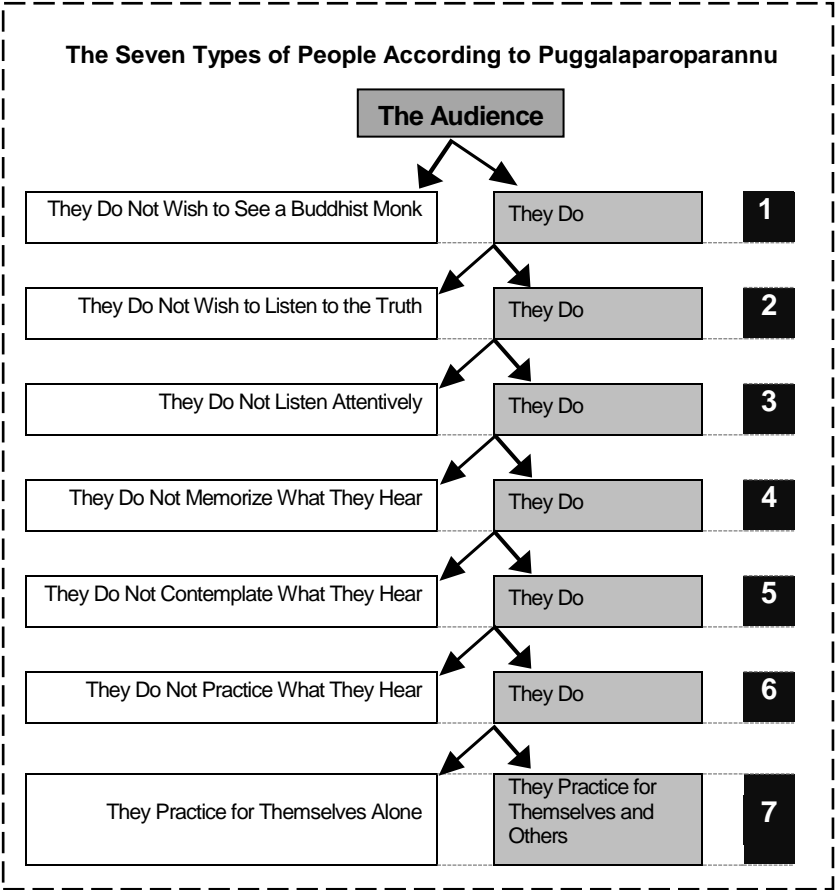 The Seven Types of People According to Puggalaparoparannu
The Audience
They Do Not Wish to See a Buddhist Monk
They Do
1
They Do Not Wish to Listen to the Truth
They Do
2
They Do Not Listen Attentively
They Do
3
They Do Not Memorize What They Hear
They Do
4
They Do Not Contemplate What They Hear
They Do
5
They Do Not Practice What They Hear
They Do
6
They Practice for Themselves Alone
They Practice for
Themselves and
Others
7